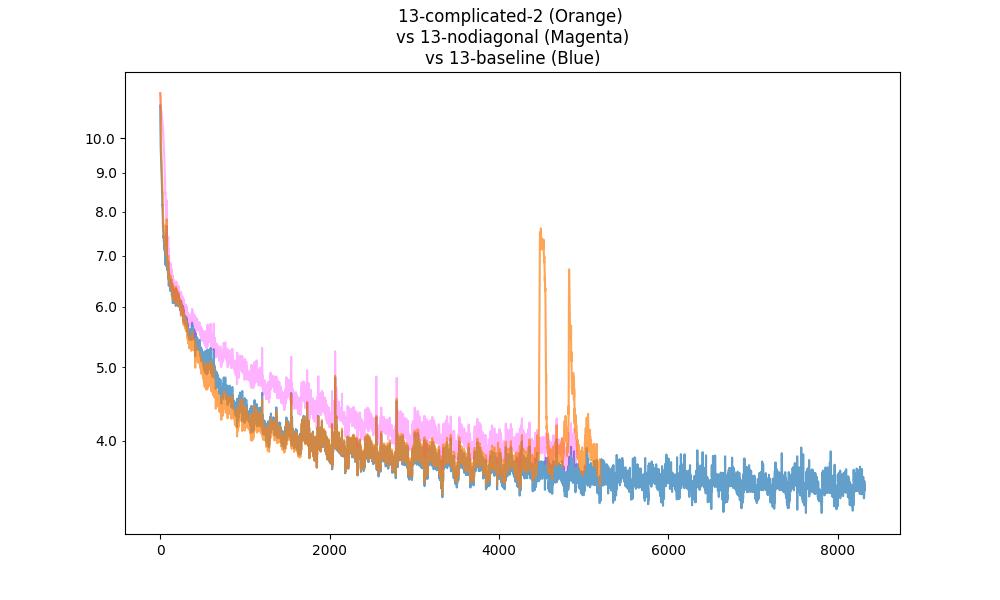 13-complicated-2 (Orange)
vs 13-nodiagonal (Magenta)
vs 13-baseline (Blue)
10.0
9.0
8.0
7.0
6.0
5.0
4.0
0 2000 4000 6000 8000